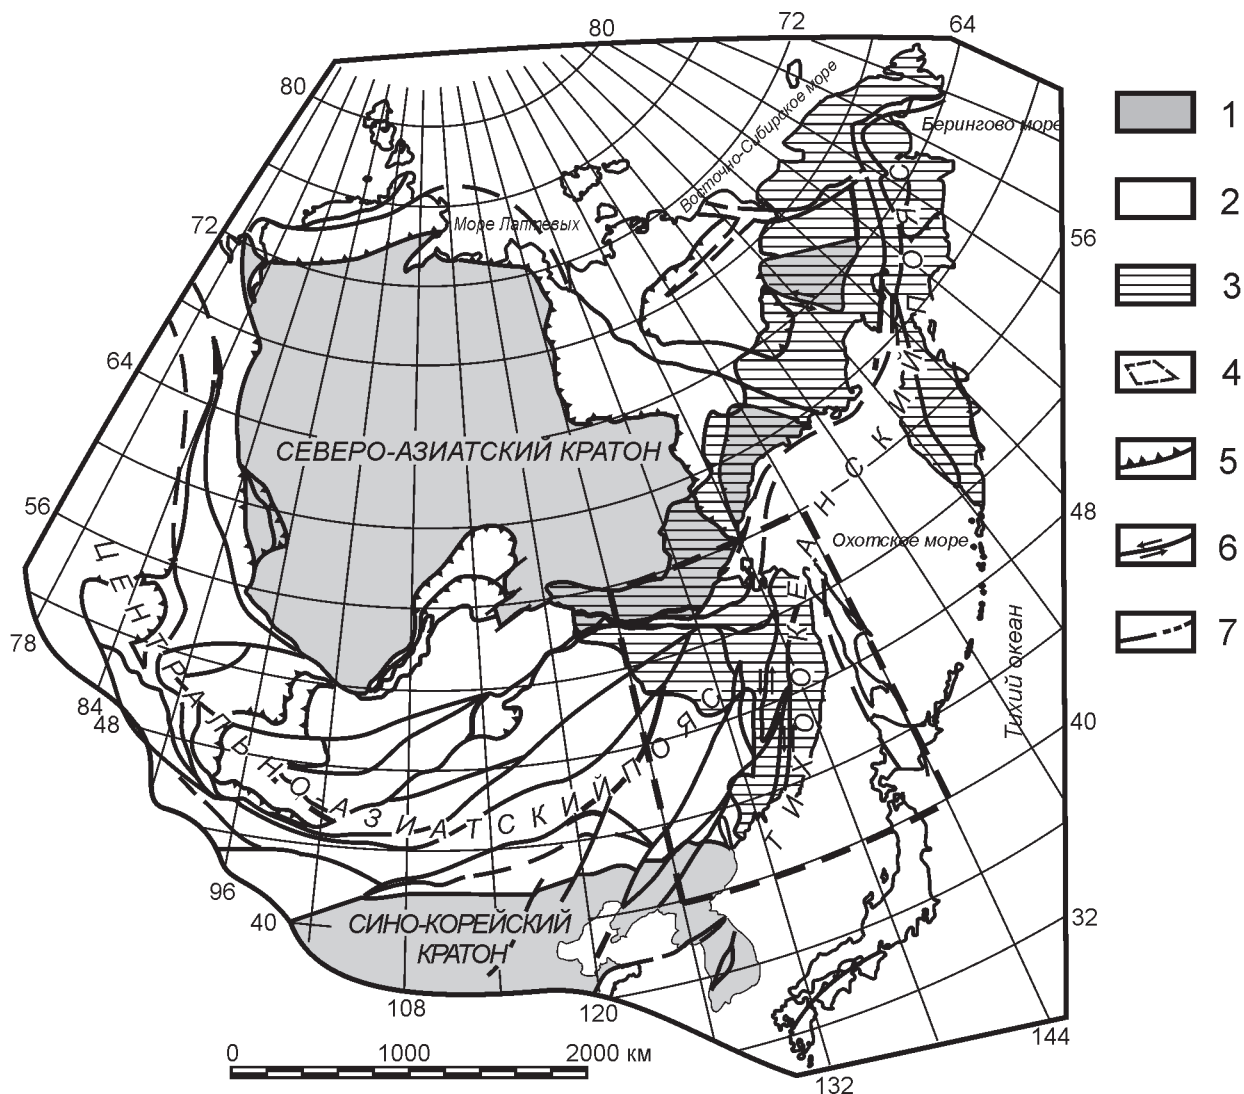 80
72
64
80
Восточно-Сибирское море
Берингово море
1
2
72
Море Лаптевых
56
3
64
4
СЕВЕРО-АЗИАТСКИЙ КРАТОН
5
56
48
Охотское море
6
Тихий океан
7
78
84
48
40
ЦЕНТРАЛЬНО-АЗИАТСКИЙ ПОЯС
ТИХООКЕАНСКИЙ ПОЯС
96
40
СИНО-КОРЕЙСКИЙ
КРАТОН
32
108
120
144
132
0 1000 2000 км